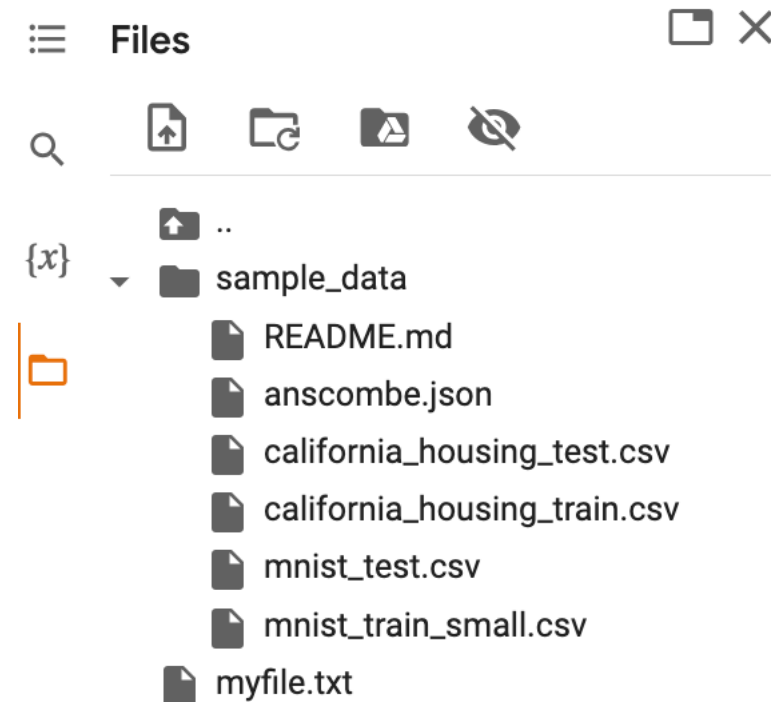 Files
{x}
..
sample_data
README.md
anscombe.json
california_housing_test.csv
california_housing_train.csv
mnist_test.csv
mnist_train_small.csv
myfile.txt